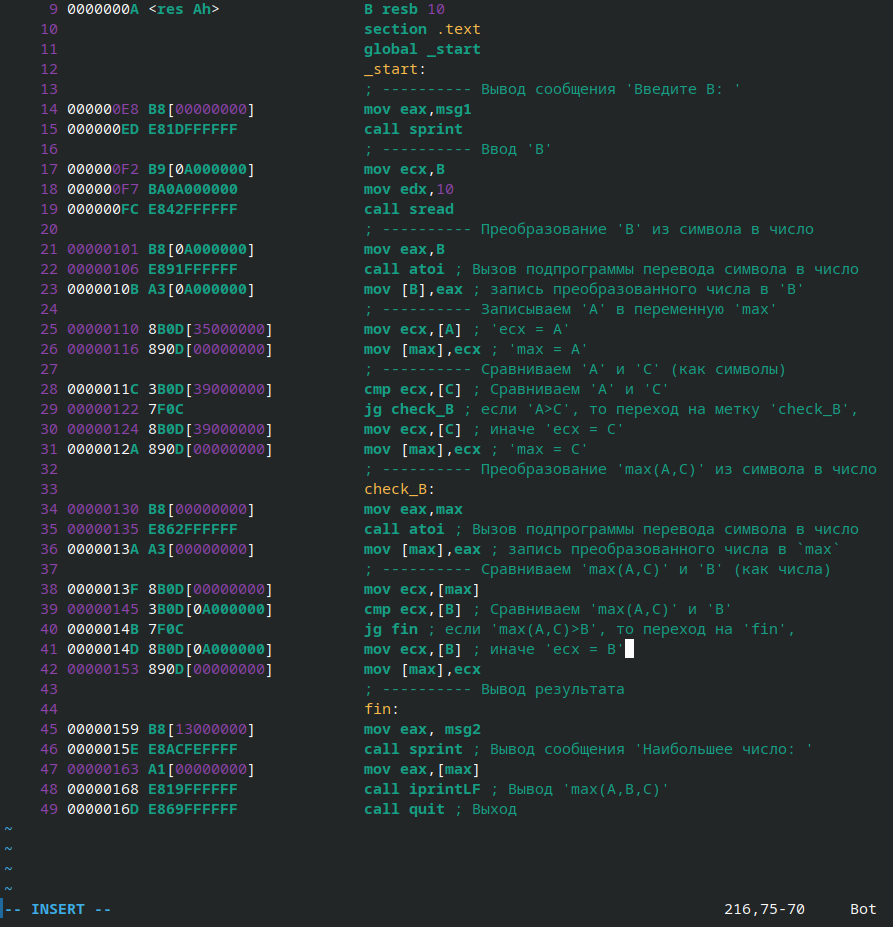 9 0000000A <res Ah> B resb 10
10 section .text
11 global _start
12 _start:
13 ; ---------- Вывод сообщения 'Введите B: '
14 000000E8 B8[00000000] mov eax,msg1
15 000000ED E81DFFFFFF call sprint
16 ; ---------- Ввод 'B'
17 000000F2 B9[0A000000] mov ecx,B
18 000000F7 BA0A000000 mov edx,10
19 000000FC E842FFFFFF call sread
20 ; ---------- Преобразование 'B' из символа в число
21 00000101 B8[0A000000] mov eax,B
22 00000106 E891FFFFFF call atoi ; Вызов подпрограммы перевода символа в число
23 0000010B A3[0A000000] mov [B],eax ; запись преобразованного числа в 'B'
24 ; ---------- Записываем 'A' в переменную 'max'
25 00000110 8B0D[35000000] mov ecx,[A] ; 'ecx = A'
26 00000116 890D[00000000] mov [max],ecx ; 'max = A'
27 ; ---------- Сравниваем 'A' и 'C' (как символы)
28 0000011C 3B0D[39000000] cmp ecx,[C] ; Сравниваем 'A' и 'C'
29 00000122 7F0C jg check_B ; если 'A>C', то переход на метку 'check_B',
30 00000124 8B0D[39000000] mov ecx,[C] ; иначе 'ecx = C'
31 0000012A 890D[00000000] mov [max],ecx ; 'max = C'
32 ; ---------- Преобразование 'max(A,C)' из символа в число
33 check_B:
34 00000130 B8[00000000] mov eax,max
35 00000135 E862FFFFFF call atoi ; Вызов подпрограммы перевода символа в число
36 0000013A A3[00000000] mov [max],eax ; запись преобразованного числа в `max`
37 ; ---------- Сравниваем 'max(A,C)' и 'B' (как числа)
38 0000013F 8B0D[00000000] mov ecx,[max]
39 00000145 3B0D[0A000000] cmp ecx,[B] ; Сравниваем 'max(A,C)' и 'B'
40 0000014B 7F0C jg fin ; если 'max(A,C)>B', то переход на 'fin',
41 0000014D 8B0D[0A000000] mov ecx,[B] ; иначе 'ecx = B'
42 00000153 890D[00000000] mov [max],ecx
43 ; ---------- Вывод результата
44 fin:
45 00000159 B8[13000000] mov eax, msg2
46 0000015E E8ACFEFFFF call sprint ; Вывод сообщения 'Наибольшее число: '
47 00000163 A1[00000000] mov eax,[max]
48 00000168 E819FFFFFF call iprintLF ; Вывод 'max(A,B,C)'
49 0000016D E869FFFFFF call quit ; Выход
~
~
~
~
-- INSERT -- 216,75-70 Bot